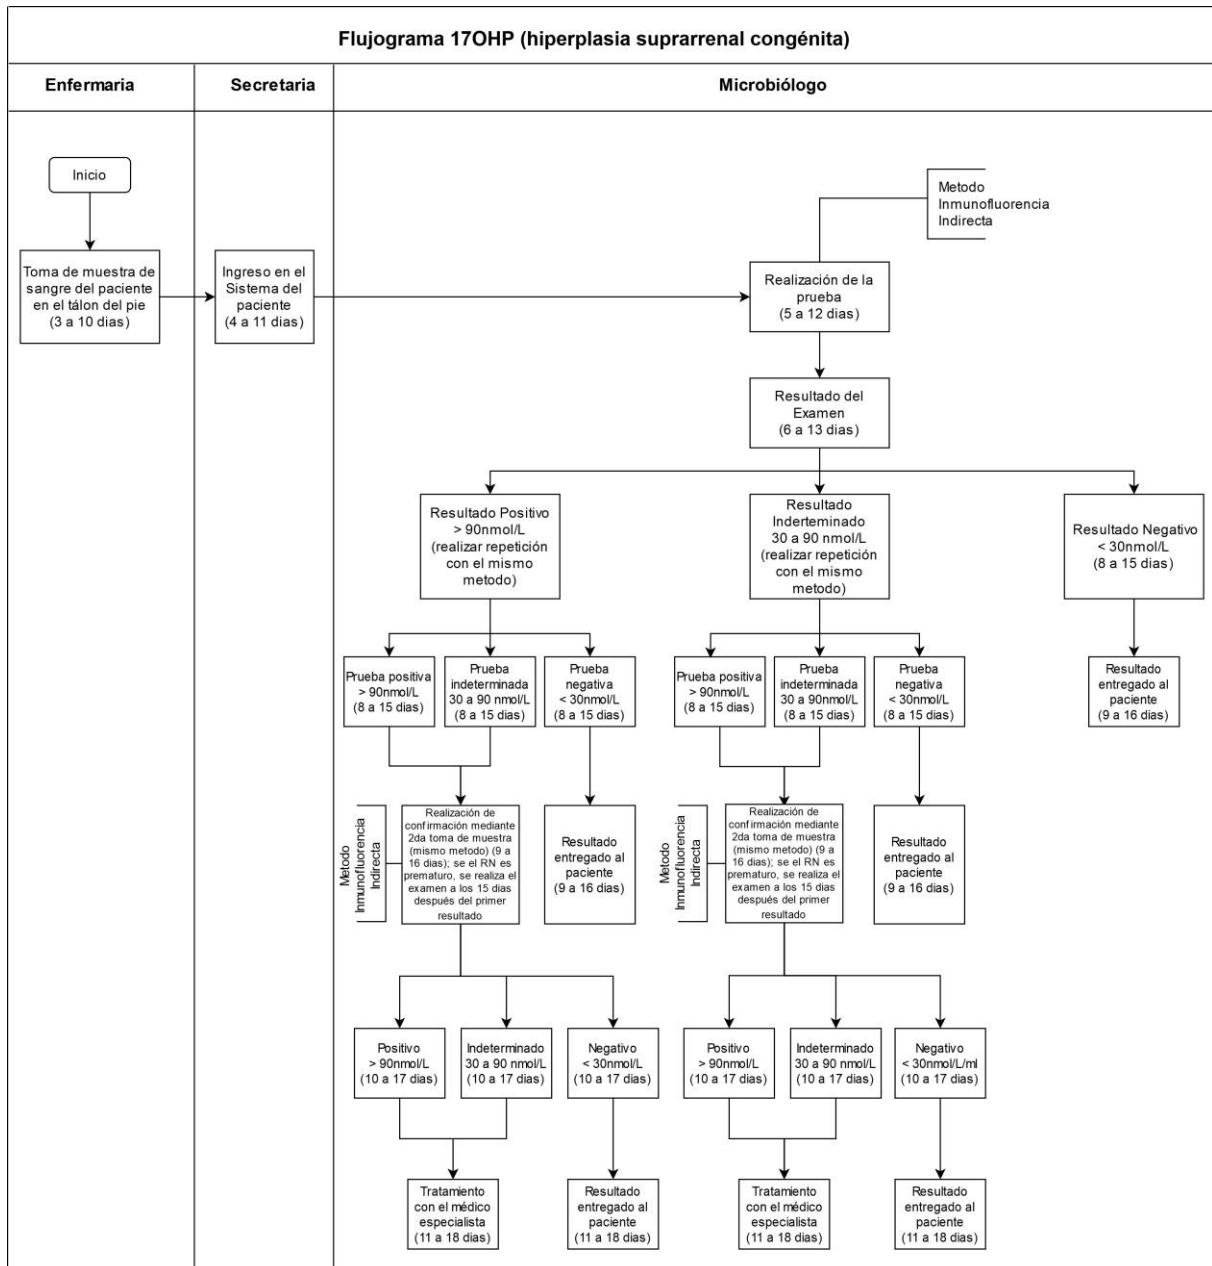 Flujograma 17OHP (hiperplasia suprarrenal congénita)
Enfermaria
Secretaria
Microbiólogo
Inicio
Metodo
Inmunofluorencia
Indirecta
Toma de muestra de
sangre del paciente
en el tálon del pie
(3 a 10 dias)
Ingreso en el
Sistema del
paciente
(4 a 11 dias)
Realización de la
prueba
(5 a 12 dias)
Resultado del
Examen
(6 a 13 dias)
Resultado Positivo
> 90nmol/L
(realizar repetición
con el mismo
metodo)
Resultado
Inderteminado
30 a 90 nmol/L
(realizar repetición
con el mismo
metodo)
Resultado Negativo
< 30nmol/L
(8 a 15 dias)
Prueba positiva
> 90nmol/L
(8 a 15 dias)
Prueba
indeterminada
30 a 90 nmol/L
(8 a 15 dias)
Prueba
negativa
< 30nmol/L
(8 a 15 dias)
Prueba positiva
> 90nmol/L
(8 a 15 dias)
Prueba
indeterminada
30 a 90nmol/L
(8 a 15 dias)
Prueba
negativa
< 30nmol/L
(8 a 15 dias)
Resultado
entregado al
paciente
(9 a 16 dias)
Metodo
Inmunofluorencia
Indirecta
Realización de
confirmación mediante
2da toma de muestra
(mismo metodo) (9 a
16 dias); se el RN es
prematuro, se realiza el
examen a los 15 dias
después del primer
resultado
Resultado
entregado al
paciente
(9 a 16 dias)
Metodo
Inmunofluorencia
Indirecta
Realización de
confirmación mediante
2da toma de muestra
(mismo metodo) (9 a
16 dias); se el RN es
prematuro, se realiza el
examen a los 15 dias
después del primer
resultado
Resultado
entregado al
paciente
(9 a 16 dias)
Positivo
> 90nmol/L
(10 a 17 dias)
Indeterminado
30 a 90 nmol/L
(10 a 17 dias)
Negativo
< 30nmol/L
(10 a 17 dias)
Positivo
> 90nmol/L
(10 a 17 dias)
Indeterminado
30 a 90 nmol/L
(10 a 17 dias)
Negativo
< 30nmol/L/ml
(10 a 17 dias)
Tratamiento
con el médico
especialista
(11 a 18 dias)
Resultado
entregado al
paciente
(11 a 18 dias)
Tratamiento
con el médico
especialista
(11 a 18 dias)
Resultado
entregado al
paciente
(11 a 18 dias)